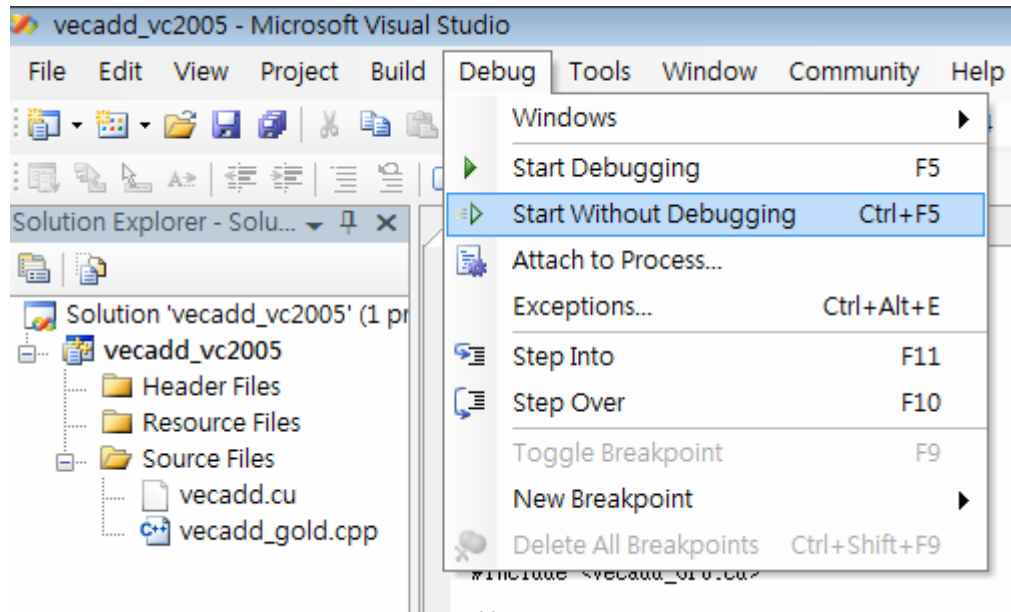 vecadd_vc2005 - Microsoft Visual Studio
File Edit View Project Build Debug Tools Window Community Help
Windows
Start Debugging F5
Start Without Debugging Ctrl+F5
Attach to Process...
Exceptions... Ctrl+Alt+E
Step Into F11
Step Over F10
Toggle Breakpoint F9
New Breakpoint
Delete All Breakpoints Ctrl+Shift+F9
Solution Explorer - Solu...
Solution 'vecadd_vc2005' (1 pr
vecadd_vc2005
Header Files
Resource Files
Source Files
vecadd.cu
vecadd_gold.cpp